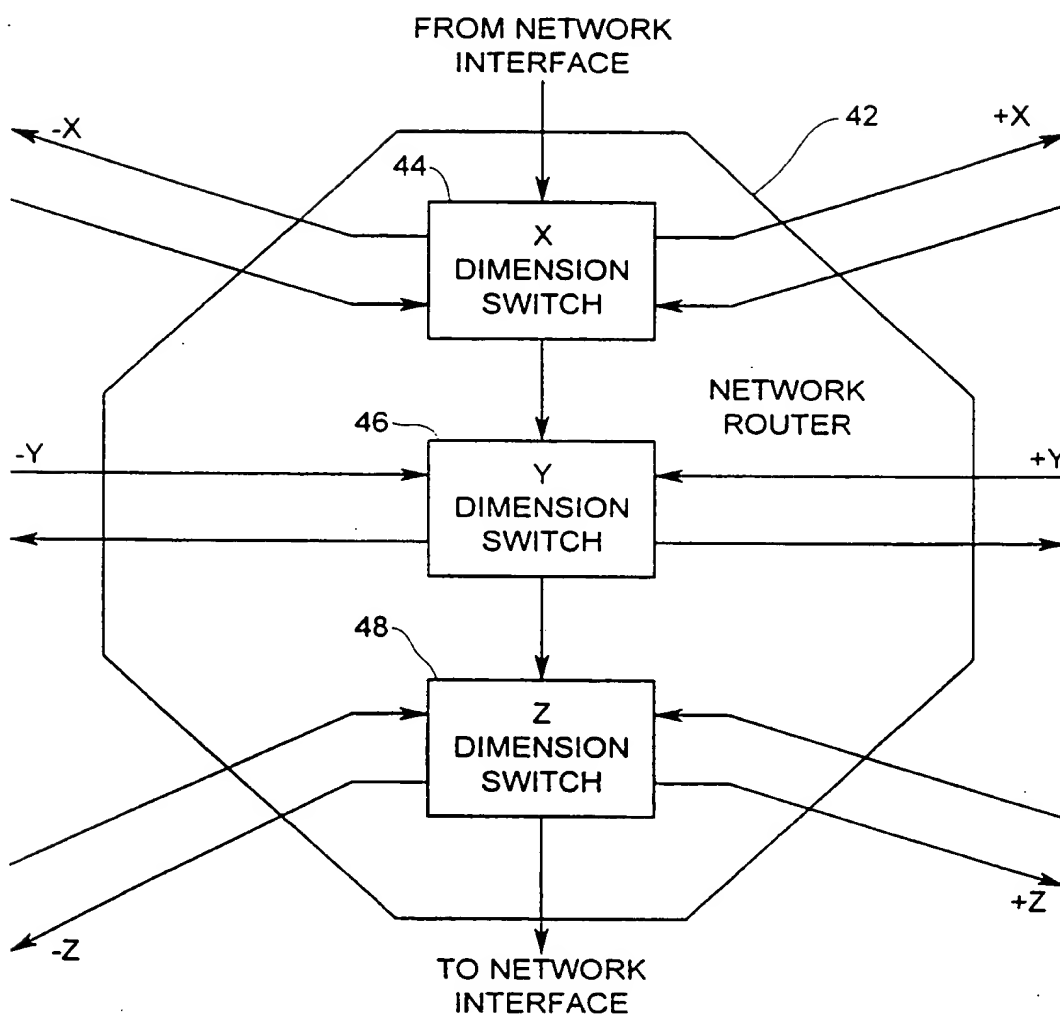 FROM NETWORK
INTERFACE
-X
42
+X
44
X
DIMENSION
SWITCH
NETWORK
ROUTER
46
-Y
+Y
Y
DIMENSION
SWITCH
48
Z
DIMENSION
SWITCH
-Z
+Z
TO NETWORK
INTERFACE